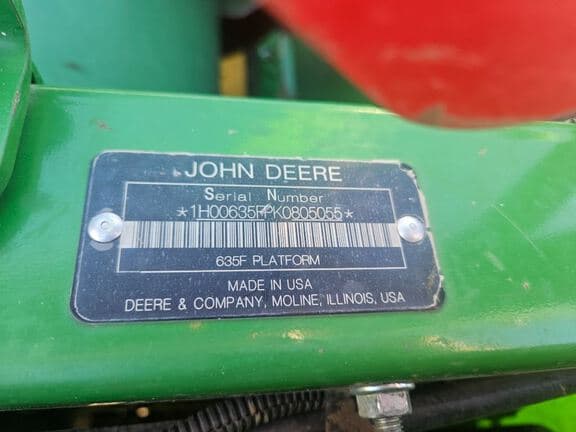 JOHN DEERE
Serial Number
*1H00635FPK0805055*
635F PLATFORM
MADE IN USA
DEERE & COMPANY, MOLINE, ILLINOIS, USA